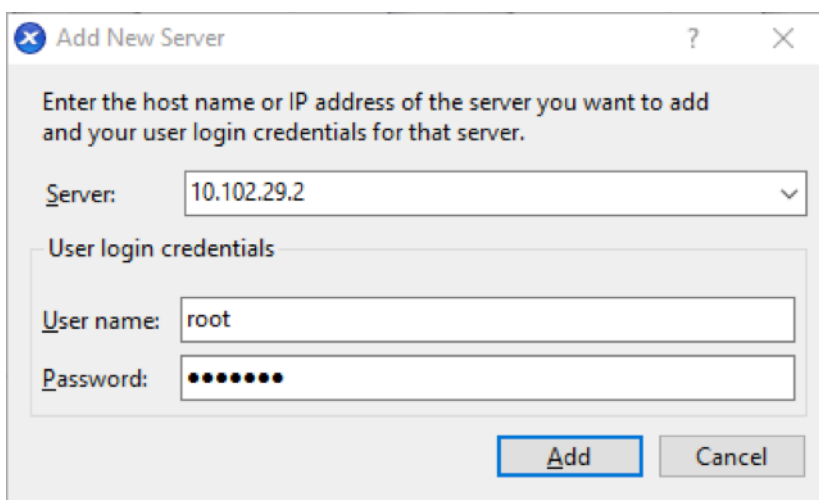 Add New Server ?
Enter the host name or IP address of the server you want to add
and your user login credentials for that server.
Server: 10.102.29.2
User login credentials
User name: root
Password: ●●●●●●●
Add Cancel